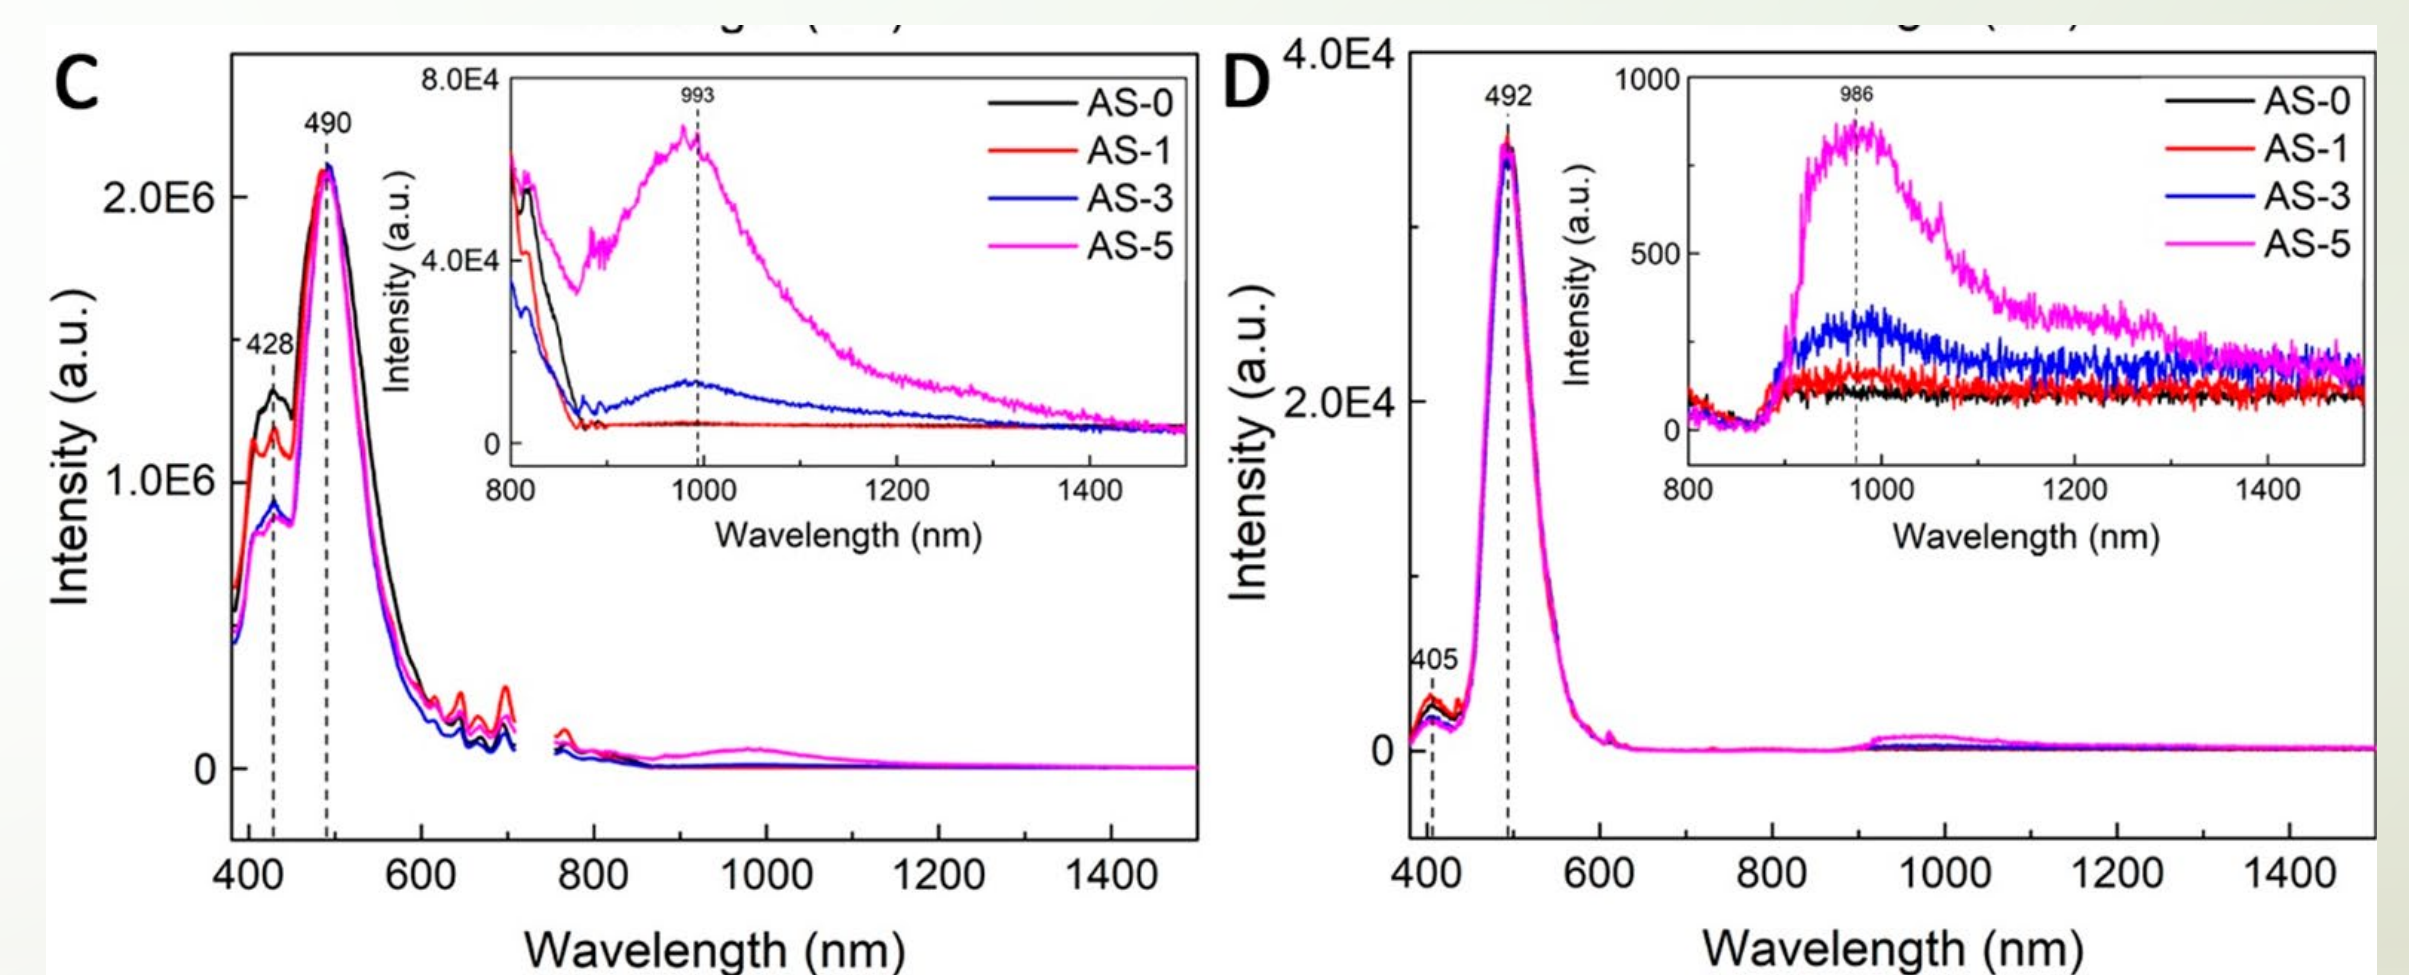 C
490
428
2.0E6
1.0E6
0
Intensity (a.u.)
400 600 800 1000 1200 1400
Wavelength (nm)
8.0E4
4.0E4
0
Intensity (a.u.)
993
AS-0
AS-1
AS-3
AS-5
800 1000 1200 1400
Wavelength (nm)
D
4.0E4
2.0E4
0
492
405
Intensity (a.u.)
400 600 800 1000 1200 1400
Wavelength (nm)
1000
500
0
Intensity (a.u.)
986
AS-0
AS-1
AS-3
AS-5
800 1000 1200 1400
Wavelength (nm)